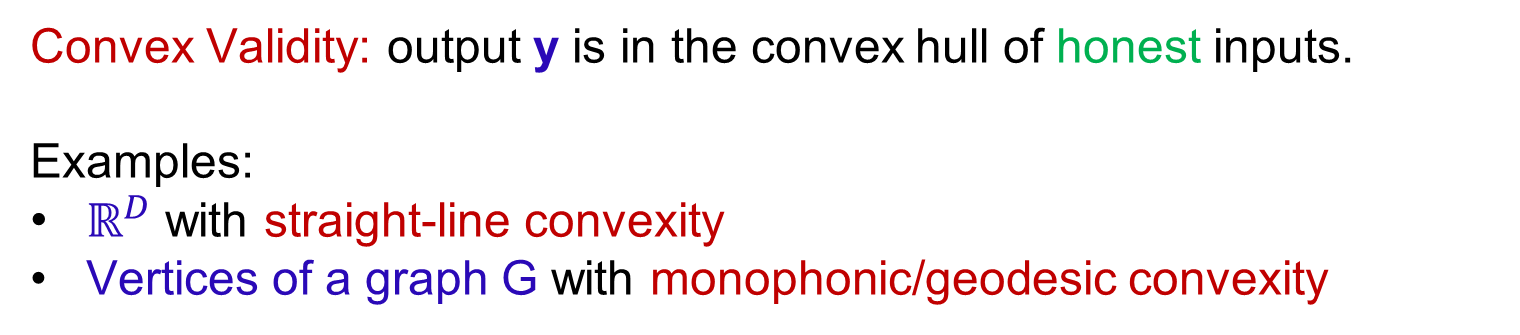 Convex Validity: output y is in the convex hull of honest inputs.
Examples:
• ℝᴰ with straight-line convexity
• Vertices of a graph G with monophonic/geodesic convexity